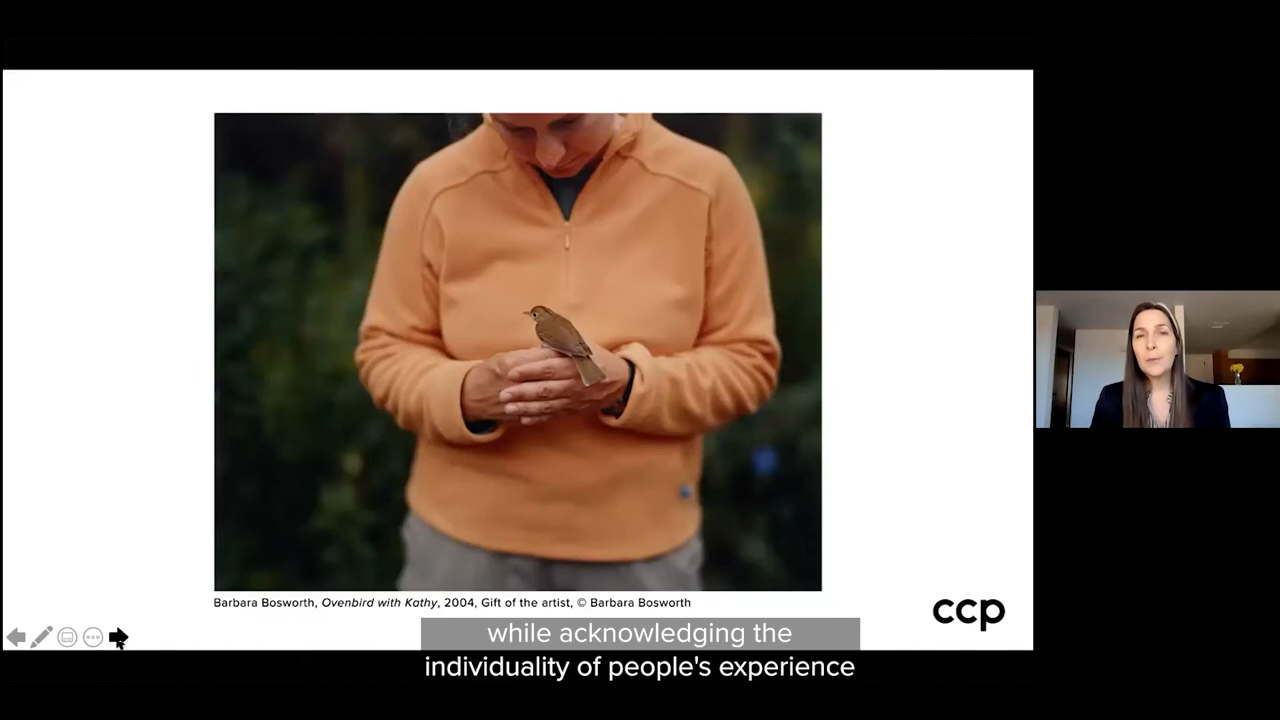 Barbara Bosworth, Ovenbird with Kathy, 2004, Gift of the artist, © Barbara Bosworth
ccp
while acknowledging the
individuality of people's experience